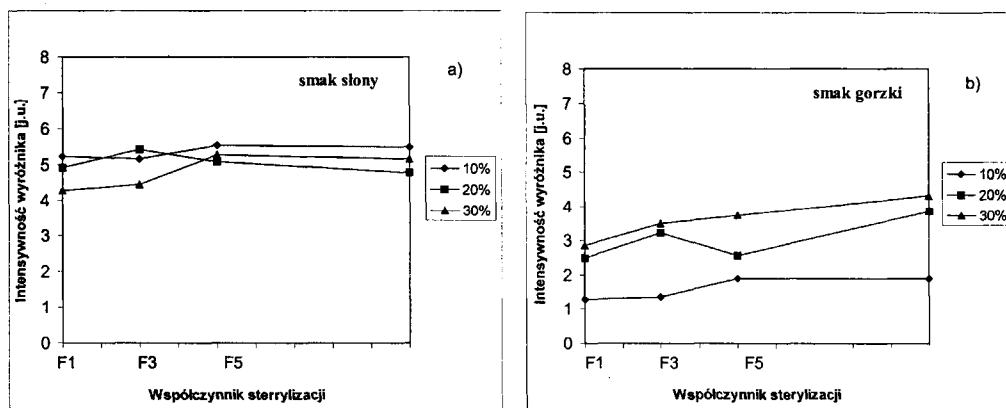 smak słony
a)
Intensywność wyróżnika [j.u.]
8
7
6
5
4
3
2
1
0
F1 F3 F5
Współczynnik sterrylizacji
10%
20%
30%
smak gorzki
b)
Intensywność wyróżnika [j.u.]
8
7
6
5
4
3
2
1
0
F1 F3 F5
Współczynnik sterylizacji
10%
20%
30%